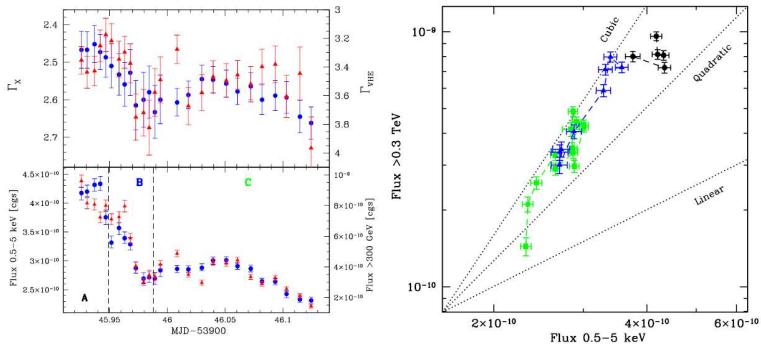 2.4
2.5
2.6
2.7
Γ_X
3
3.2
3.4
3.6
3.8
4
Γ_VHE
4.5×10⁻¹⁰
4.0×10⁻¹⁰
3.5×10⁻¹⁰
3.0×10⁻¹⁰
2.5×10⁻¹⁰
Flux 0.5-5 keV [cgs]
A
B
C
10⁻⁹
8×10⁻¹⁰
6×10⁻¹⁰
4×10⁻¹⁰
2×10⁻¹⁰
Flux >300 GeV [cgs]
45.95
46
46.05
46.1
MJD-53900
10⁻⁹
10⁻¹⁰
Flux >0.3 TeV
Cubic
Quadratic
Linear
2×10⁻¹⁰
4×10⁻¹⁰
6×10⁻¹⁰
Flux 0.5-5 keV